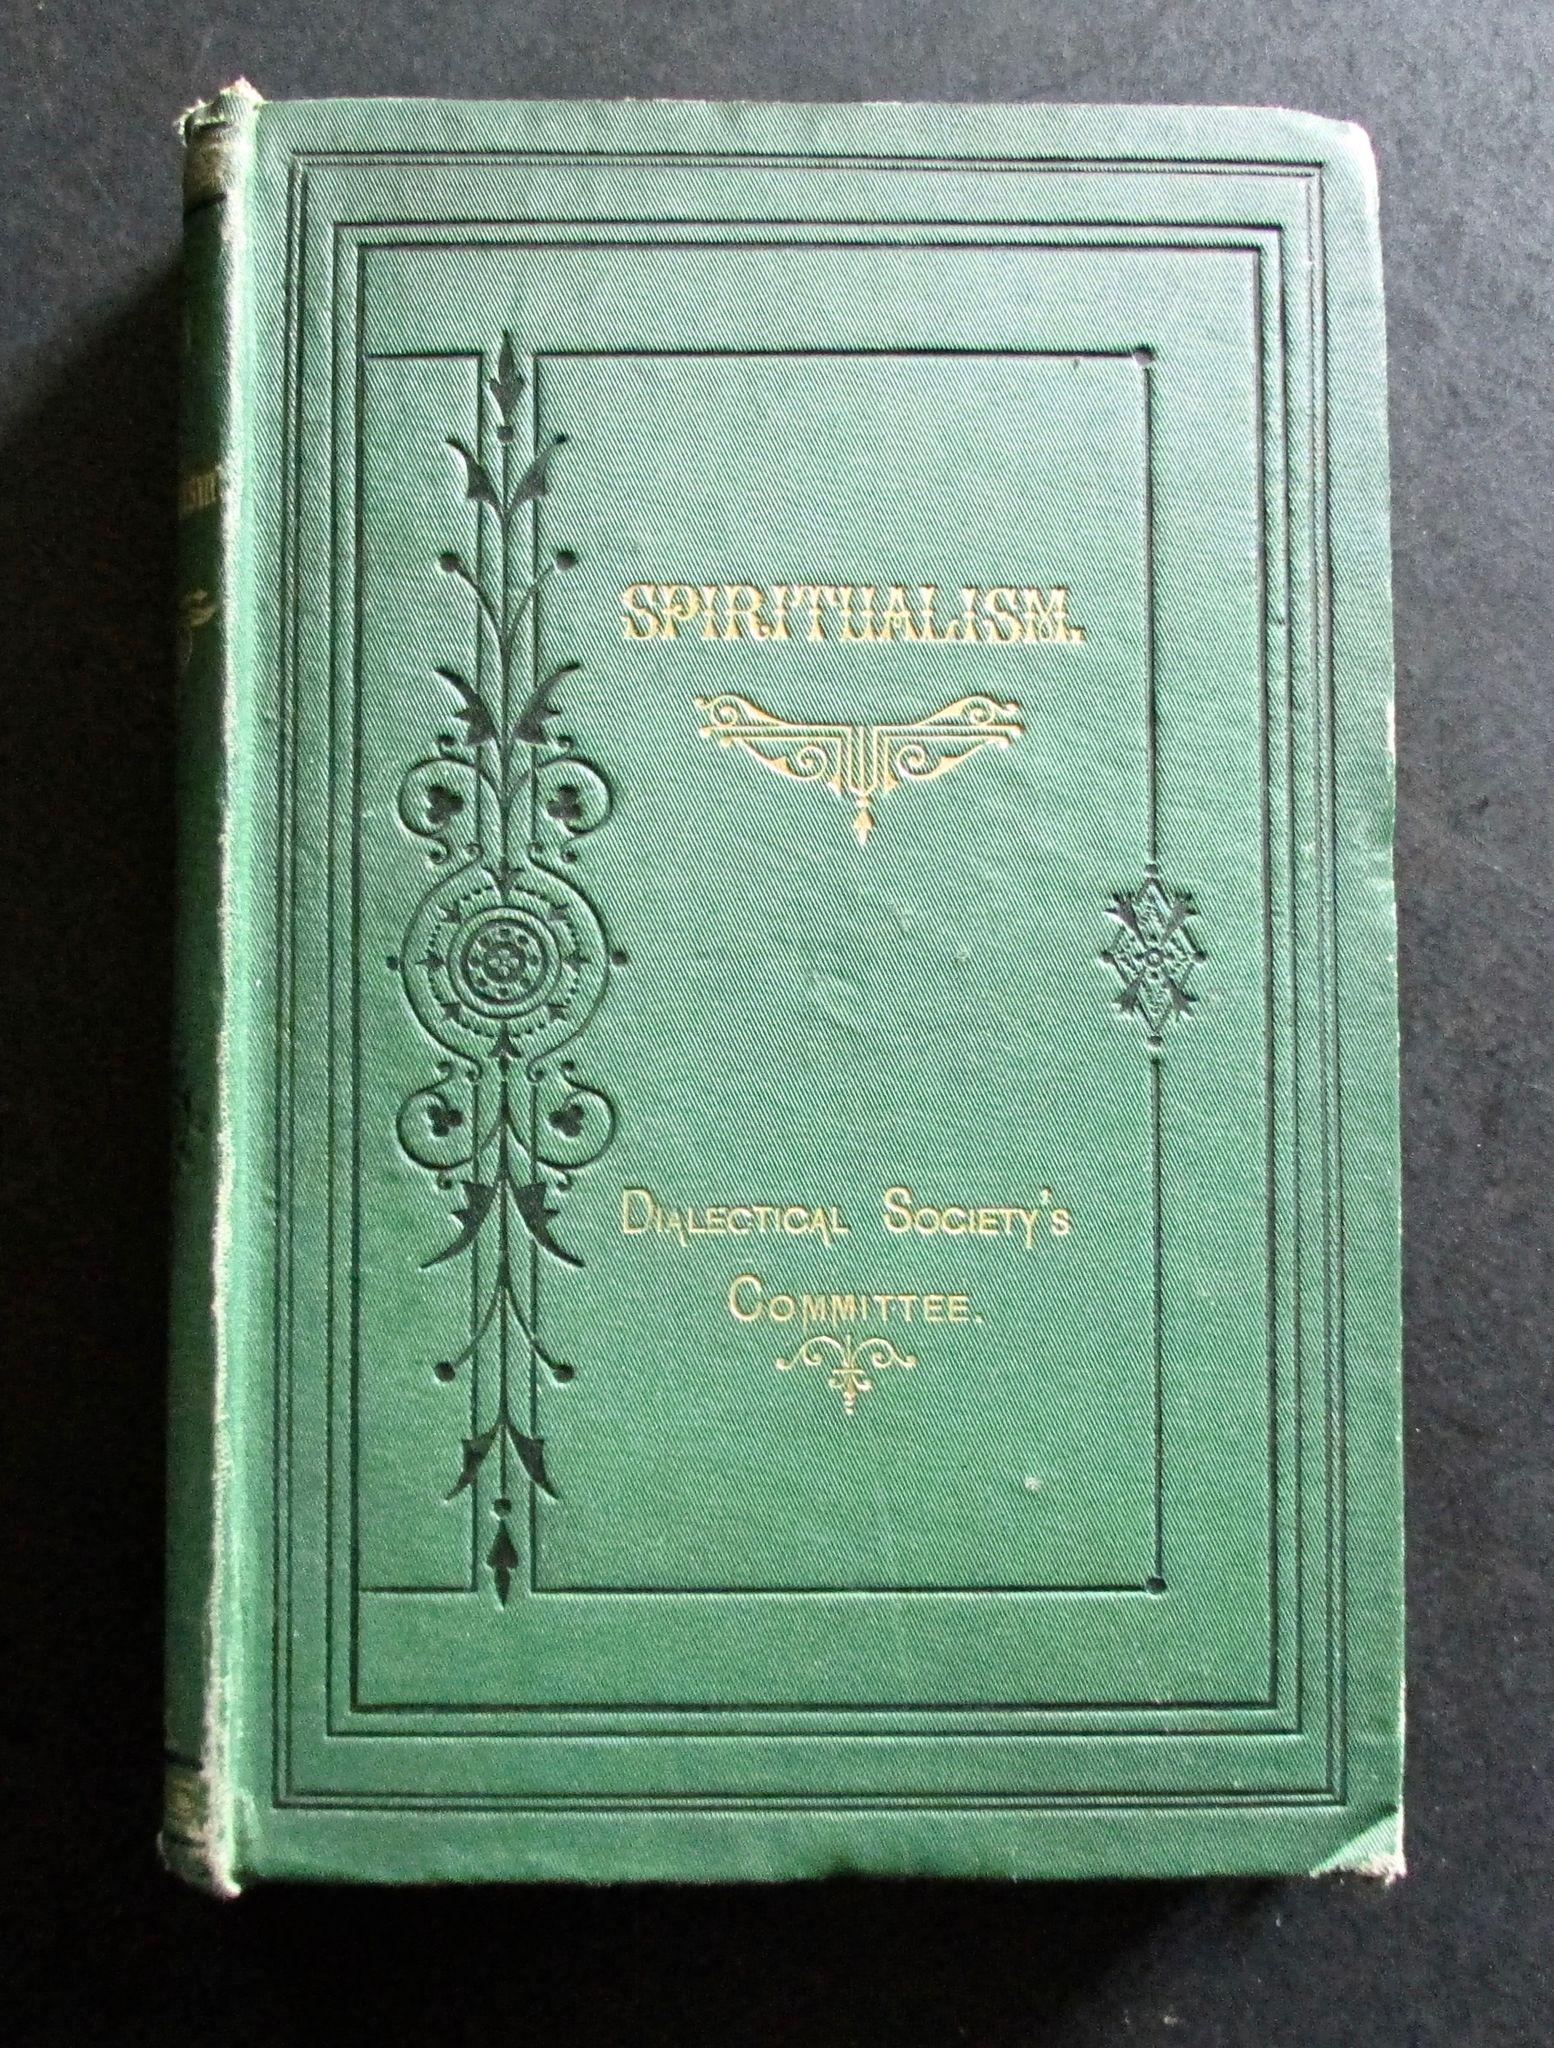 SPIRITUALISM.
DIALECTICAL SOCIETY'S
COMMITTEE.